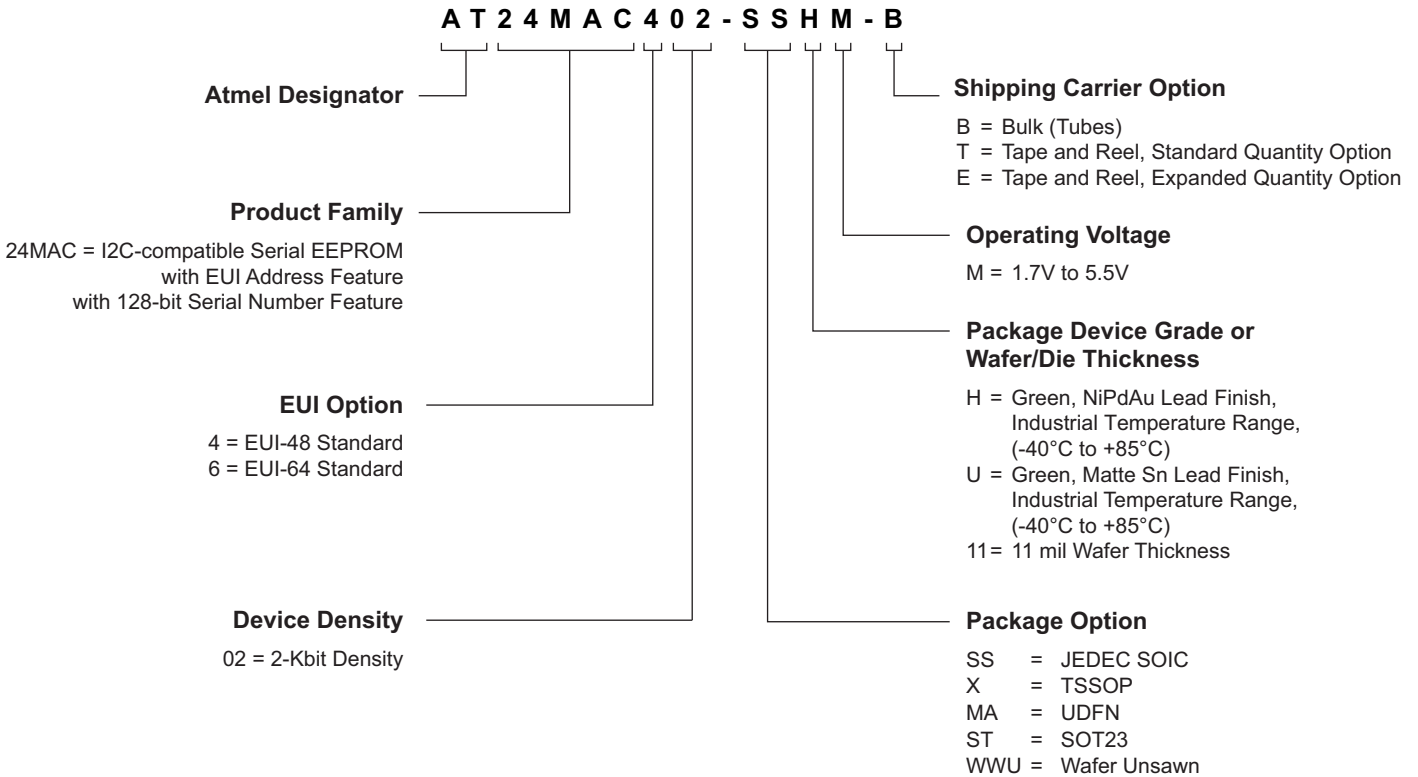 AT24MAC402-SSHM-B
Atmel Designator
Product Family
24MAC = I2C-compatible Serial EEPROM
with EUI Address Feature
with 128-bit Serial Number Feature
EUI Option
4 = EUI-48 Standard
6 = EUI-64 Standard
Device Density
02 = 2-Kbit Density
Shipping Carrier Option
B = Bulk (Tubes)
T = Tape and Reel, Standard Quantity Option
E = Tape and Reel, Expanded Quantity Option
Operating Voltage
M = 1.7V to 5.5V
Package Device Grade or
Wafer/Die Thickness
H = Green, NiPdAu Lead Finish,
Industrial Temperature Range,
(-40°C to +85°C)
U = Green, Matte Sn Lead Finish,
Industrial Temperature Range,
(-40°C to +85°C)
11= 11 mil Wafer Thickness
Package Option
SS = JEDEC SOIC
X = TSSOP
MA = UDFN
ST = SOT23
WWU = Wafer Unsawn